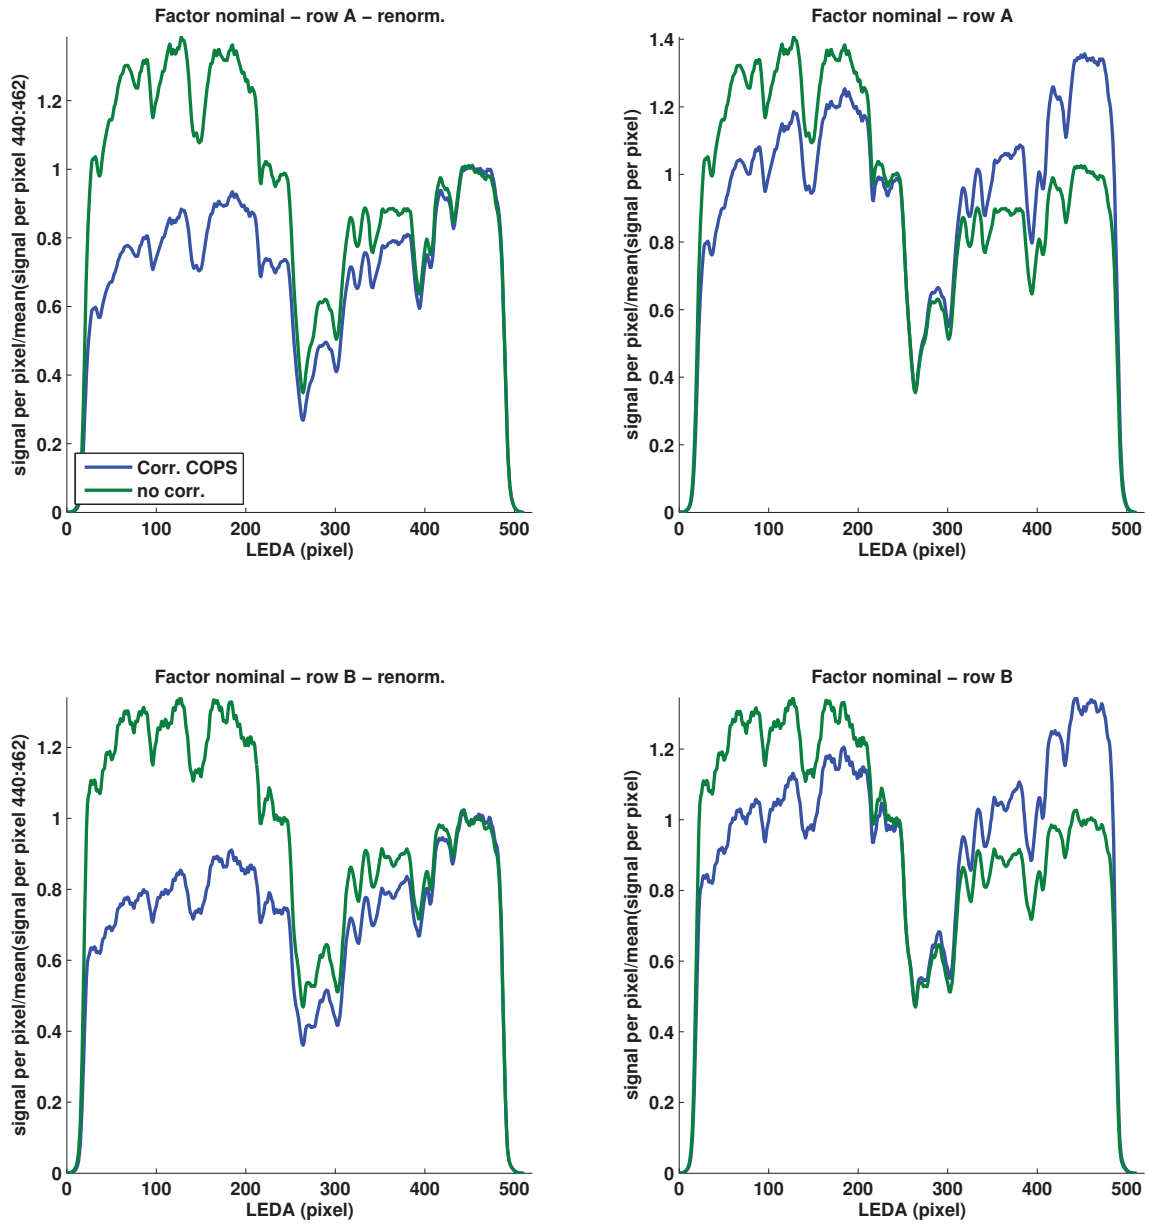 Factor nominal − row A − renorm.
signal per pixel/mean(signal per pixel 440:462)
1.2
1
0.8
0.6
0.4
0.2
0
Corr. COPS
no corr.
0 100 200 300 400 500
LEDA (pixel)
Factor nominal − row A
signal per pixel/mean(signal per pixel)
1.4
1.2
1
0.8
0.6
0.4
0.2
0
0 100 200 300 400 500
LEDA (pixel)
Factor nominal − row B − renorm.
signal per pixel/mean(signal per pixel 440:462)
1.2
1
0.8
0.6
0.4
0.2
0
0 100 200 300 400 500
LEDA (pixel)
Factor nominal − row B
signal per pixel/mean(signal per pixel)
1.2
1
0.8
0.6
0.4
0.2
0
0 100 200 300 400 500
LEDA (pixel)